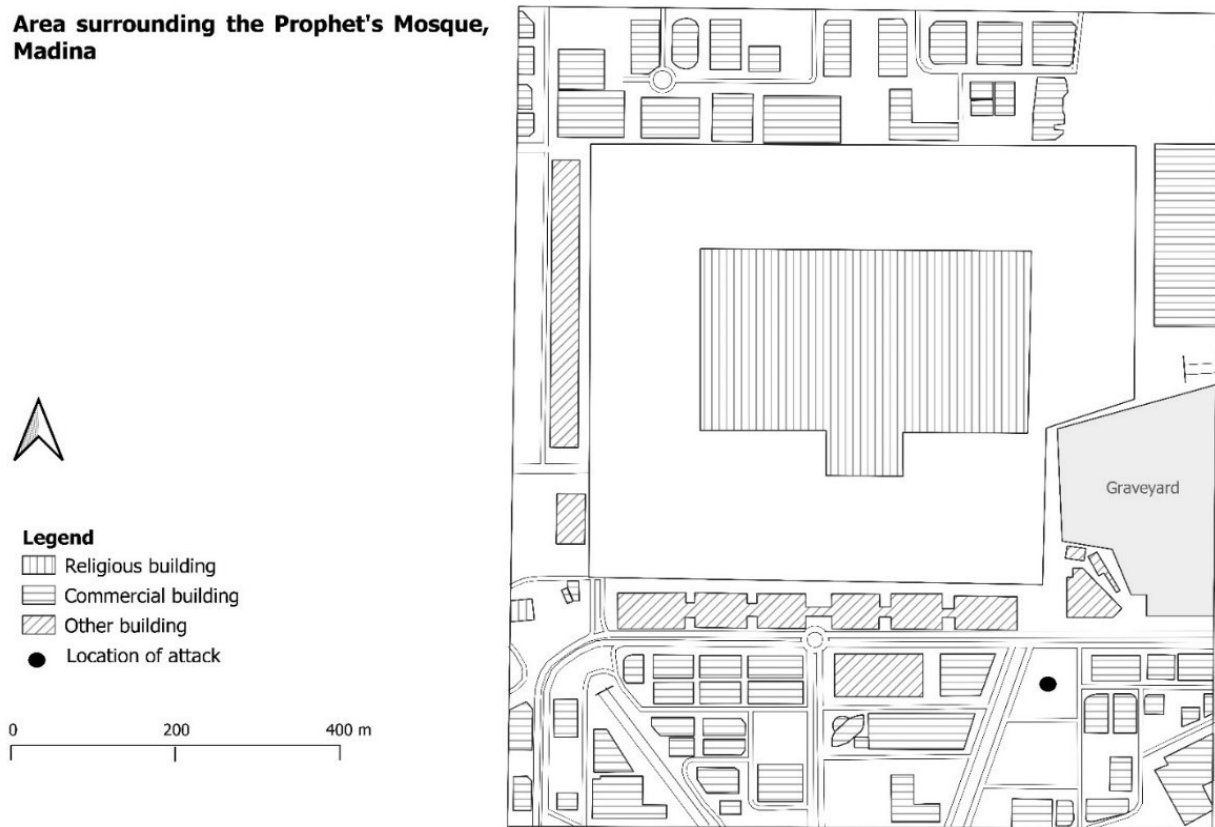 Area surrounding the Prophet's Mosque,
Madina
Graveyard
Legend
Religious building
Commercial building
Other building
Location of attack
0 200 400 m